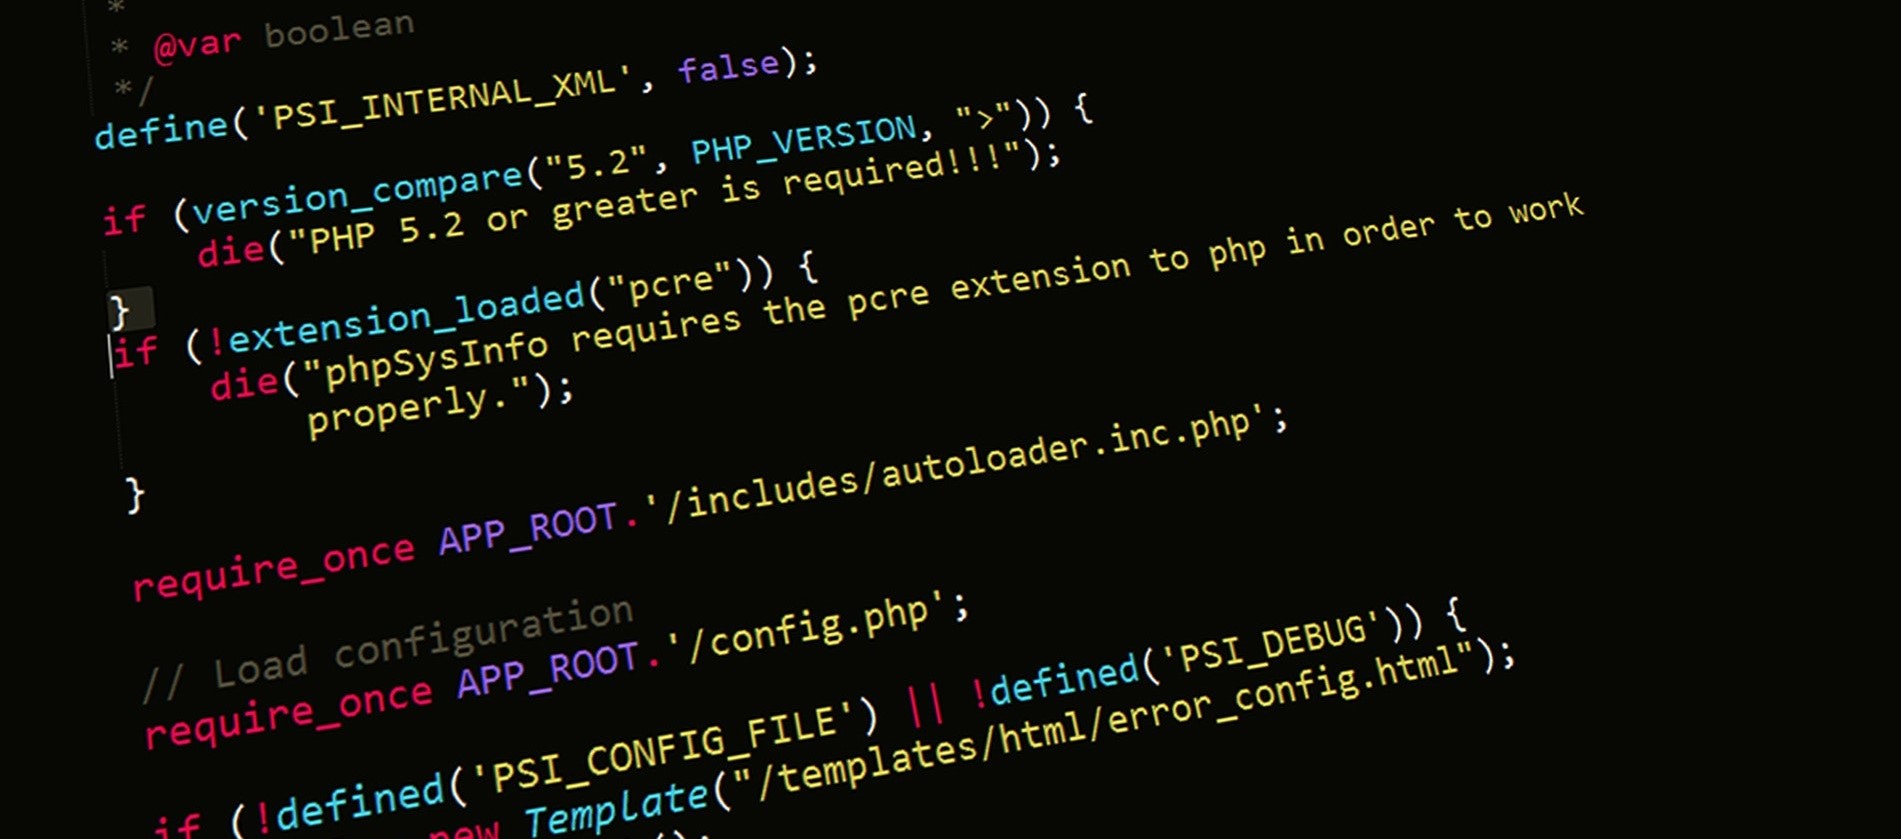 *
* @var boolean
*/
define('PSI_INTERNAL_XML', false);
if (version_compare("5.2", PHP_VERSION, ">")) {
die("PHP 5.2 or greater is required!!!");
}
if (!extension_loaded("pcre")) {
die("phpSysInfo requires the pcre extension to php in order to work
properly.");
}
require_once APP_ROOT.'/includes/autoloader.inc.php';
// Load configuration
require_once APP_ROOT.'/config.php';
if (!defined('PSI_CONFIG_FILE') || !defined('PSI_DEBUG')) {
new Template("/templates/html/error_config.html");
();